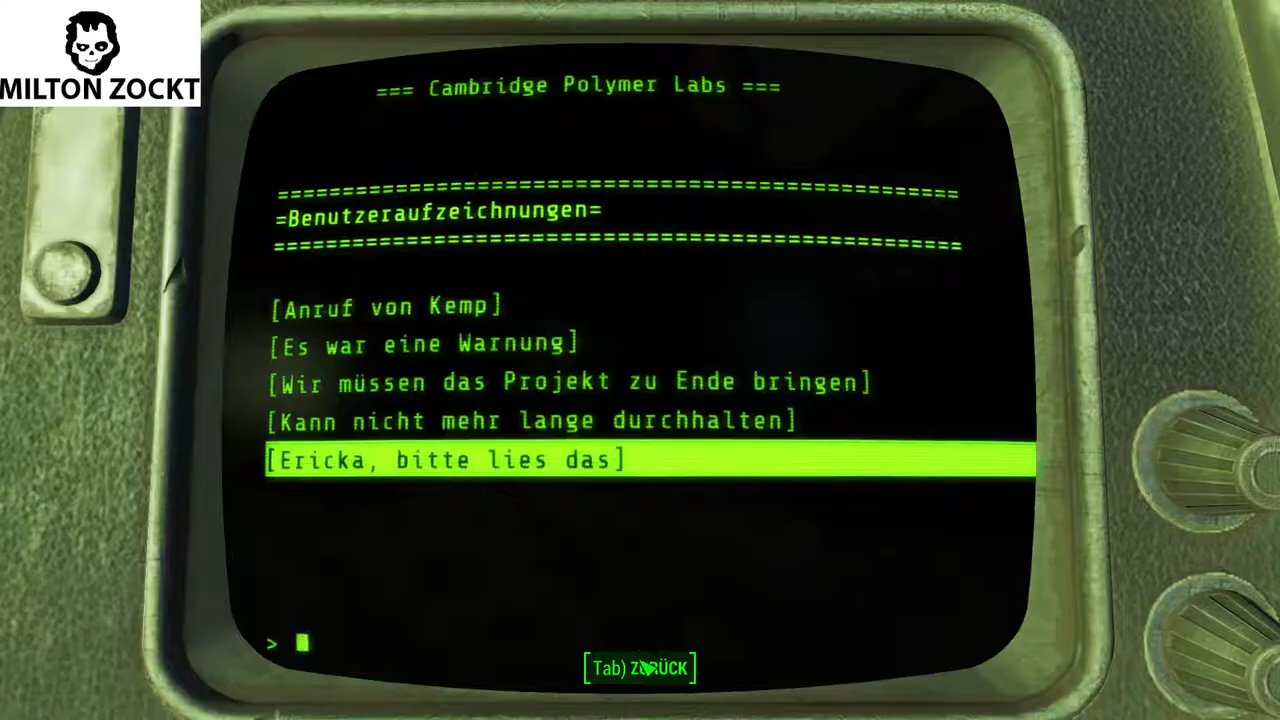 MILTON ZOCKT
=== Cambridge Polymer Labs ===
=====================================================
=Benutzeraufzeichnungen=
=====================================================
[Anruf von Kemp]
[Es war eine Warnung]
[Wir müssen das Projekt zu Ende bringen]
[Kann nicht mehr lange durchhalten]
[Ericka, bitte lies das]
>
[Tab) ZURÜCK]